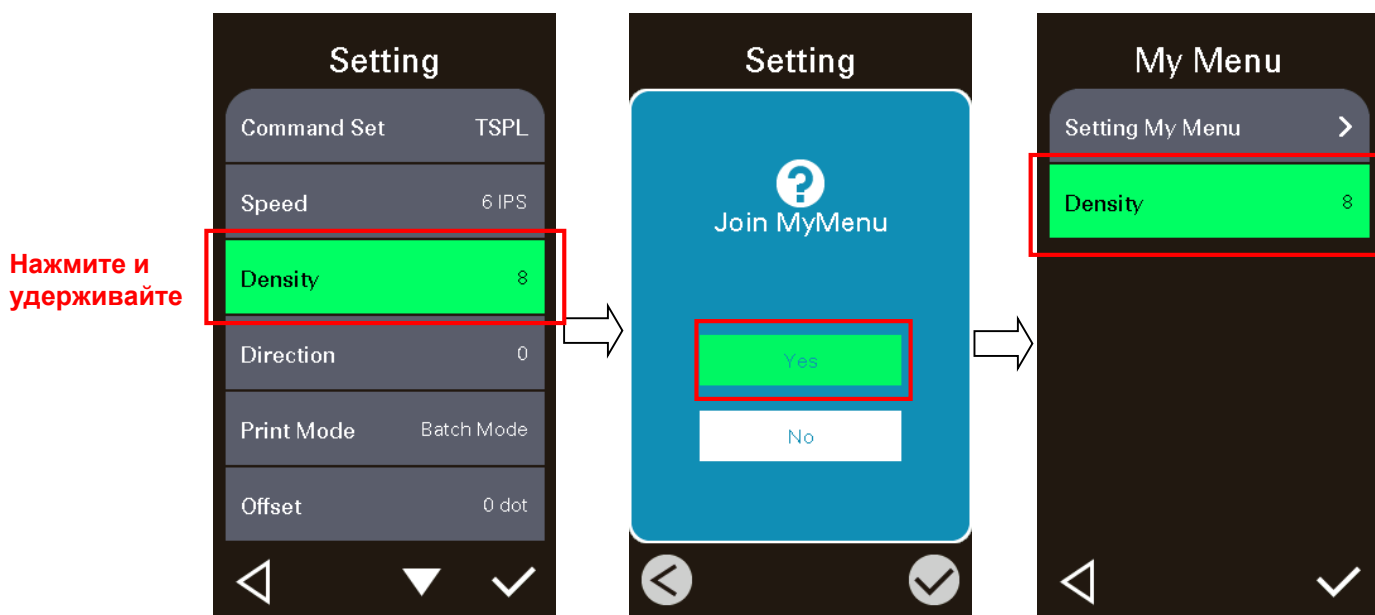 Нажмите и
удерживайте
Setting
Command Set TSPL
Speed 6 IPS
Density 8
Direction 0
Print Mode Batch Mode
Offset 0 dot
Setting
?
Join MyMenu
Yes
No
My Menu
Setting My Menu
Density 8